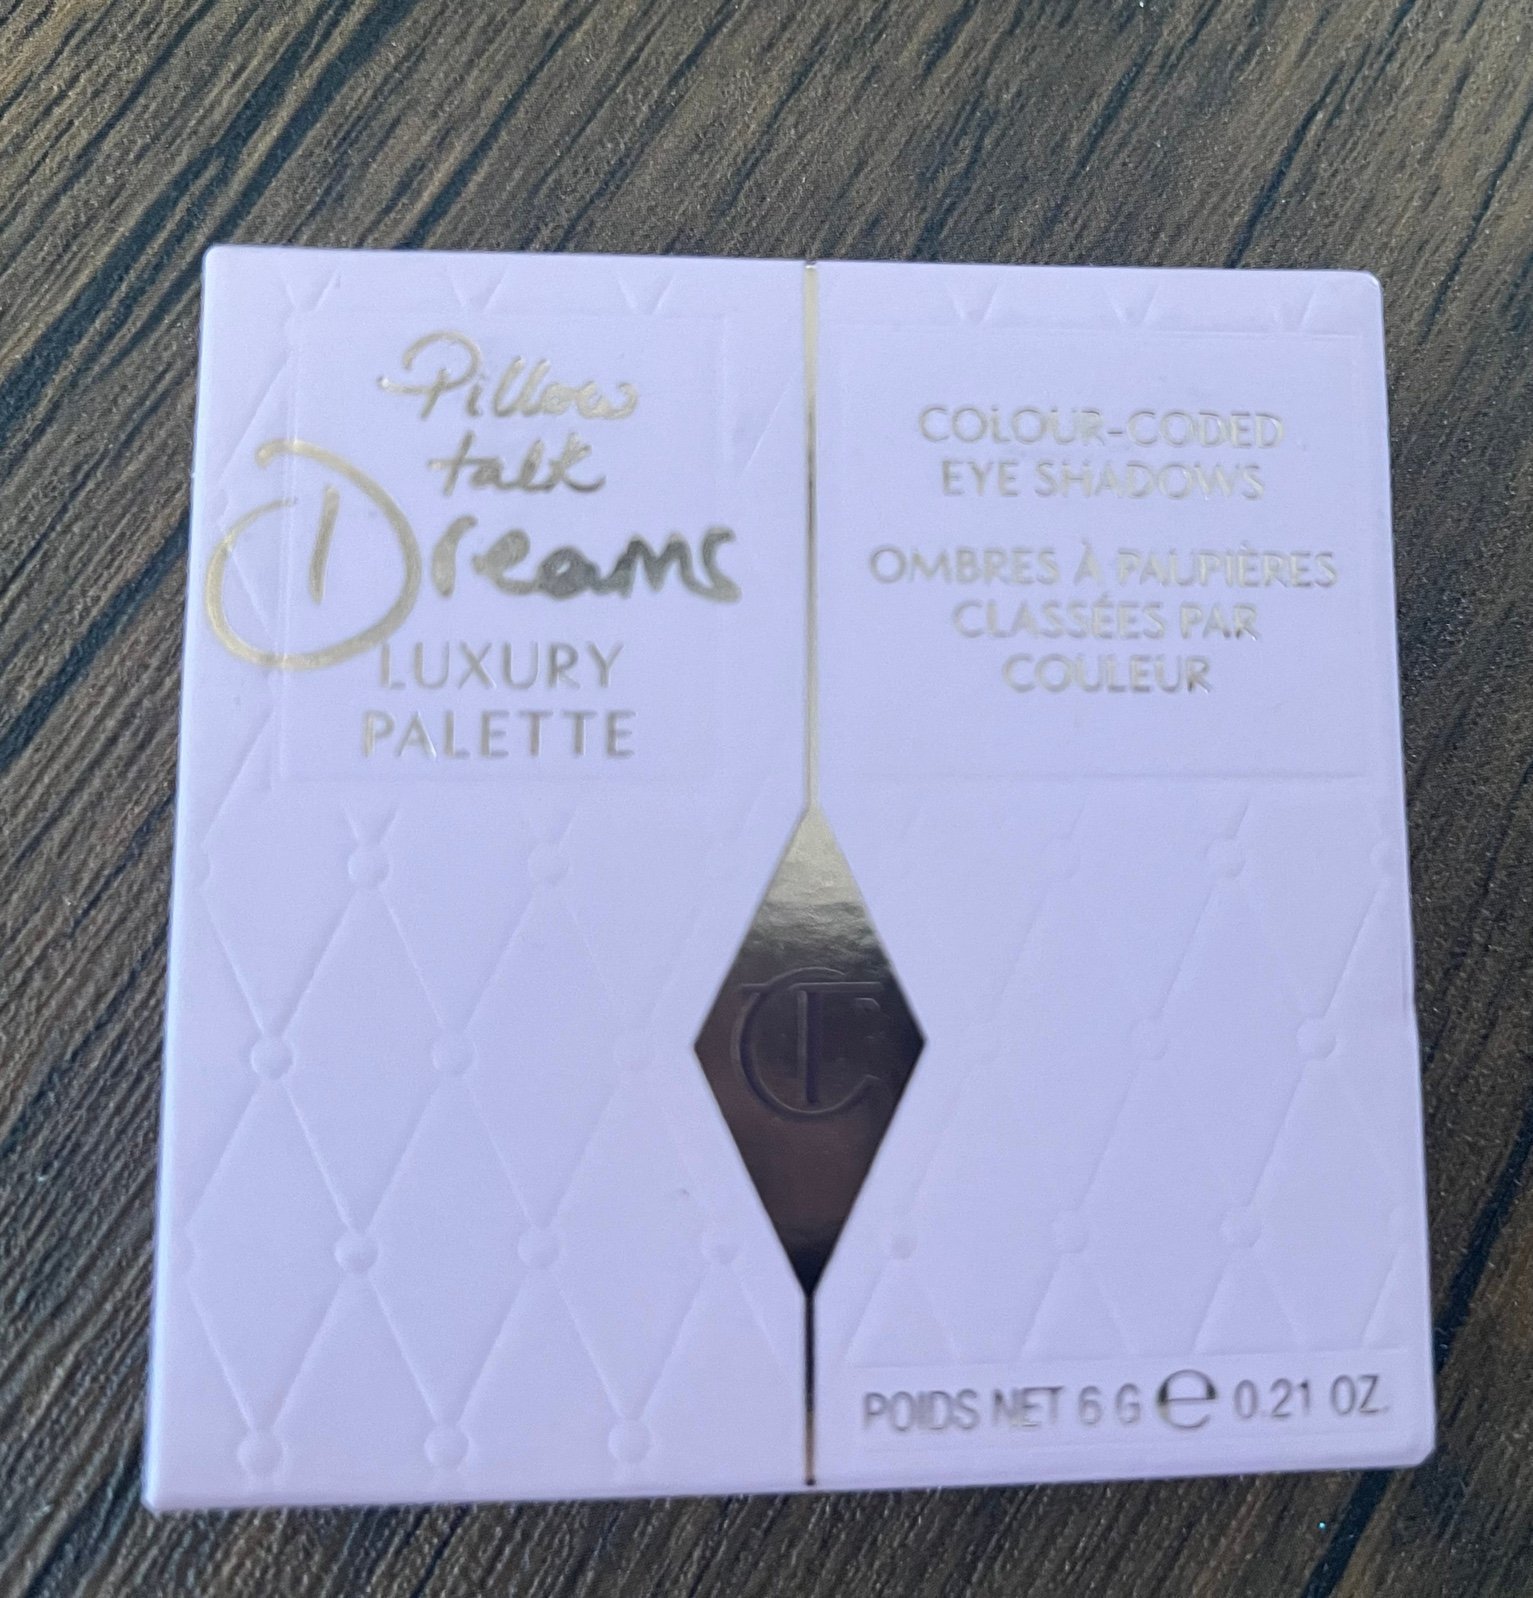 Pillow
talk
Dreams
LUXURY
PALETTE
COLOUR-CODED
EYE SHADOWS
OMBRES À PAUPIÈRES
CLASSÉES PAR
COULEUR
CT
POIDS NET 6 G e 0.21 OZ.